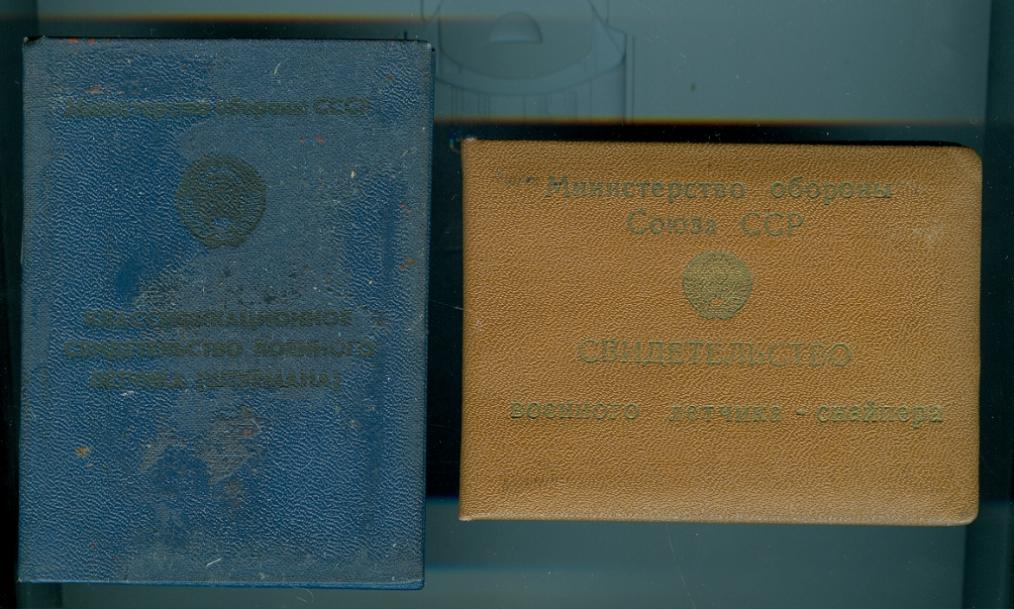 Министерство обороны СССР
КЛАССИФИКАЦИОННОЕ
СВИДЕТЕЛЬСТВО ВОЕННОГО
ЛЕТЧИКА (ШТУРМАНА)
Министерство обороны
Союза ССР
СВИДЕТЕЛЬСТВО
военного летчика - снайпера